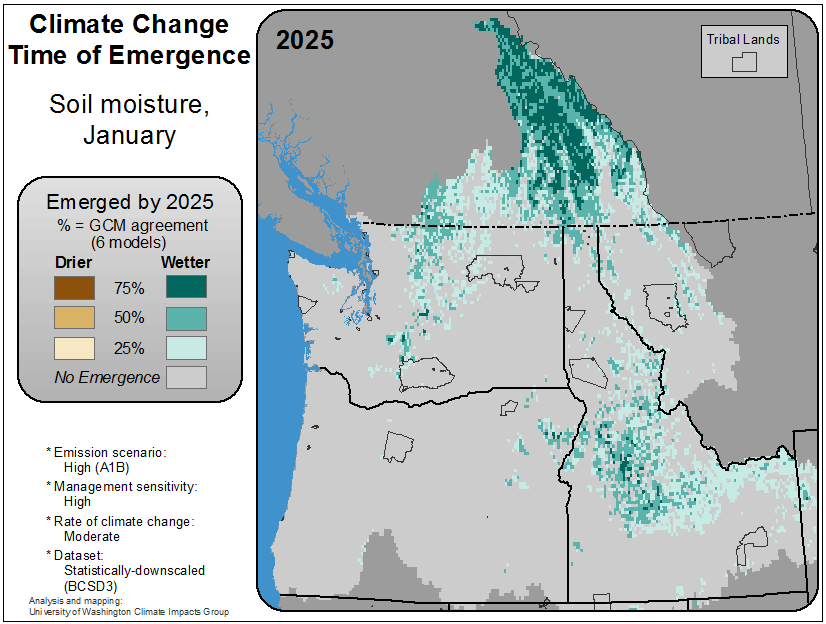 Climate Change
Time of Emergence
Soil moisture,
January
Emerged by 2025
% = GCM agreement
(6 models)
Drier Wetter
75%
50%
25%
No Emergence
* Emission scenario:
High (A1B)
* Management sensitivity:
High
* Rate of climate change:
Moderate
* Dataset:
Statistically-downscaled
(BCSD3)
Analysis and mapping:
University of Washington Climate Impacts Group
2025
Tribal Lands